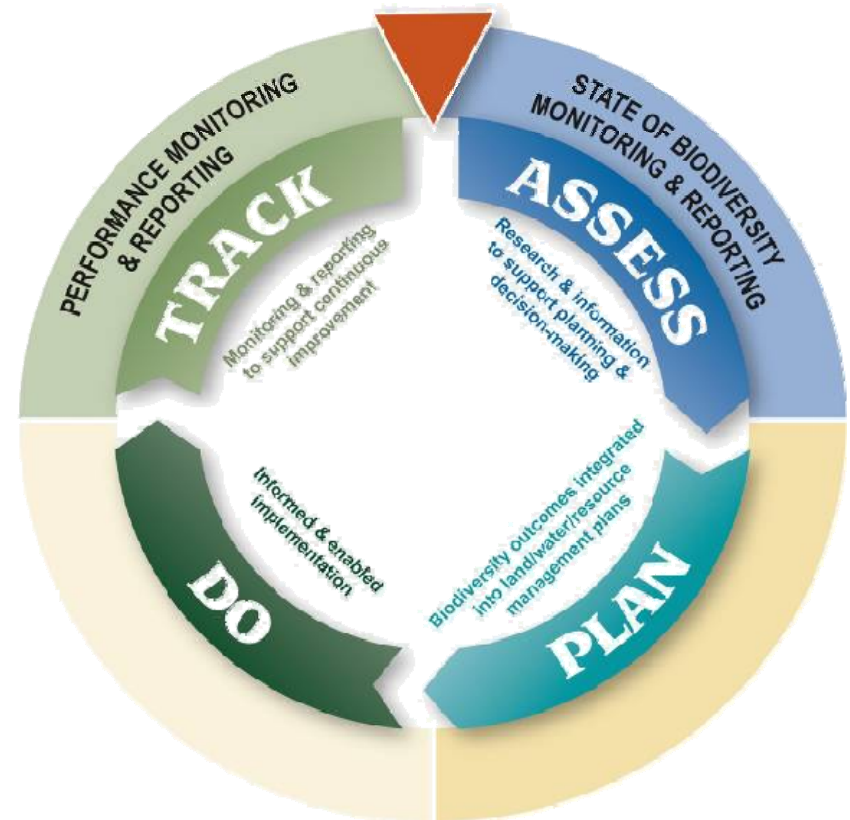 PERFORMANCE MONITORING
& REPORTING
TRACK
Monitoring & reporting
to support continuous
improvement
STATE OF BIODIVERSITY
MONITORING & REPORTING
ASSESS
Research & information
to support planning &
decision-making
Informed & enabled
implementation
DO
Biodiversity outcomes integrated
into land/water/resource
management plans
PLAN